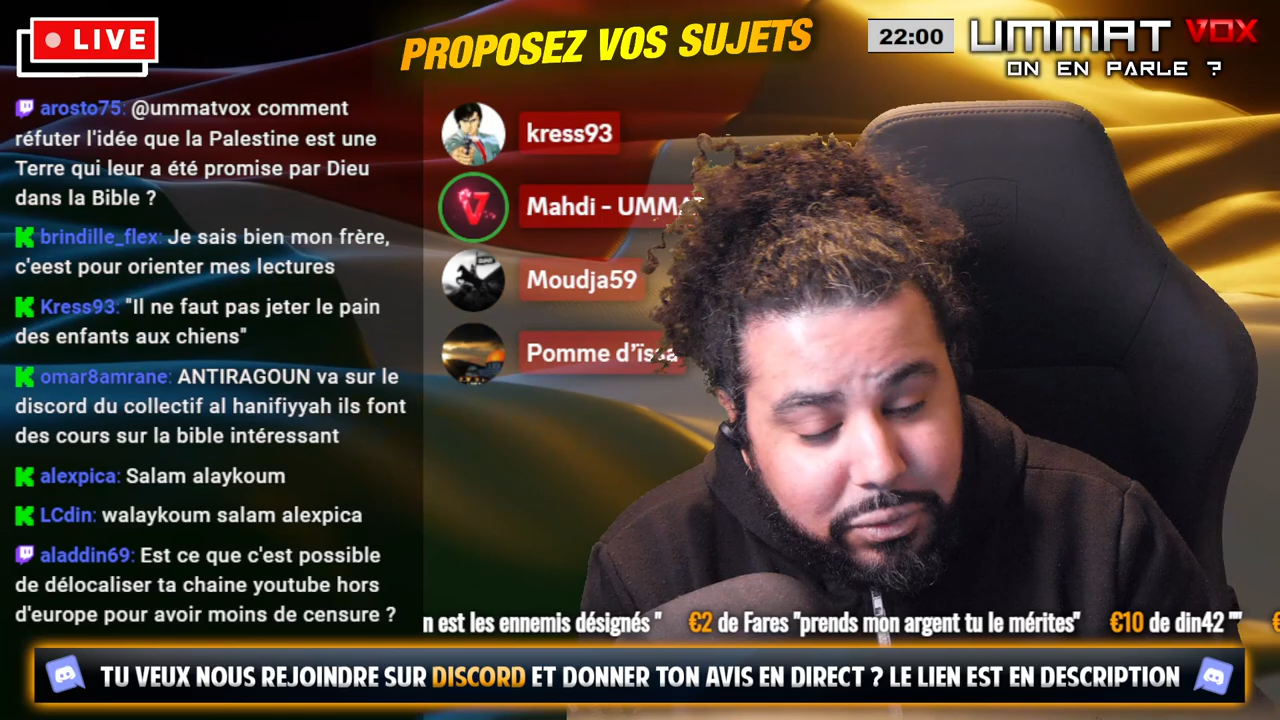 LIVE
PROPOSEZ VOS SUJETS
22:00
UMMAT VOX
ON EN PARLE ?
arosto75: @ummatvox comment
réfuter l'idée que la Palestine est une
Terre qui leur a été promise par Dieu
dans la Bible ?
brindille_flex: Je sais bien mon frère,
c'eest pour orienter mes lectures
Kress93: "Il ne faut pas jeter le pain
des enfants aux chiens"
omar8amrane: ANTIRAGOUN va sur le
discord du collectif al hanifiyyah ils font
des cours sur la bible intéressant
alexpica: Salam alaykoum
LCdin: walaykoum salam alexpica
aladdin69: Est ce que c'est possible
de délocaliser ta chaine youtube hors
d'europe pour avoir moins de censure ?
kress93
Mahdi - UMMAT
Moudja59
Pomme d'ïssa
n est les ennemis désignés " €2 de Fares "prends mon argent tu le mérites" €10 de din42 "" €
TU VEUX NOUS REJOINDRE SUR DISCORD ET DONNER TON AVIS EN DIRECT ? LE LIEN EST EN DESCRIPTION